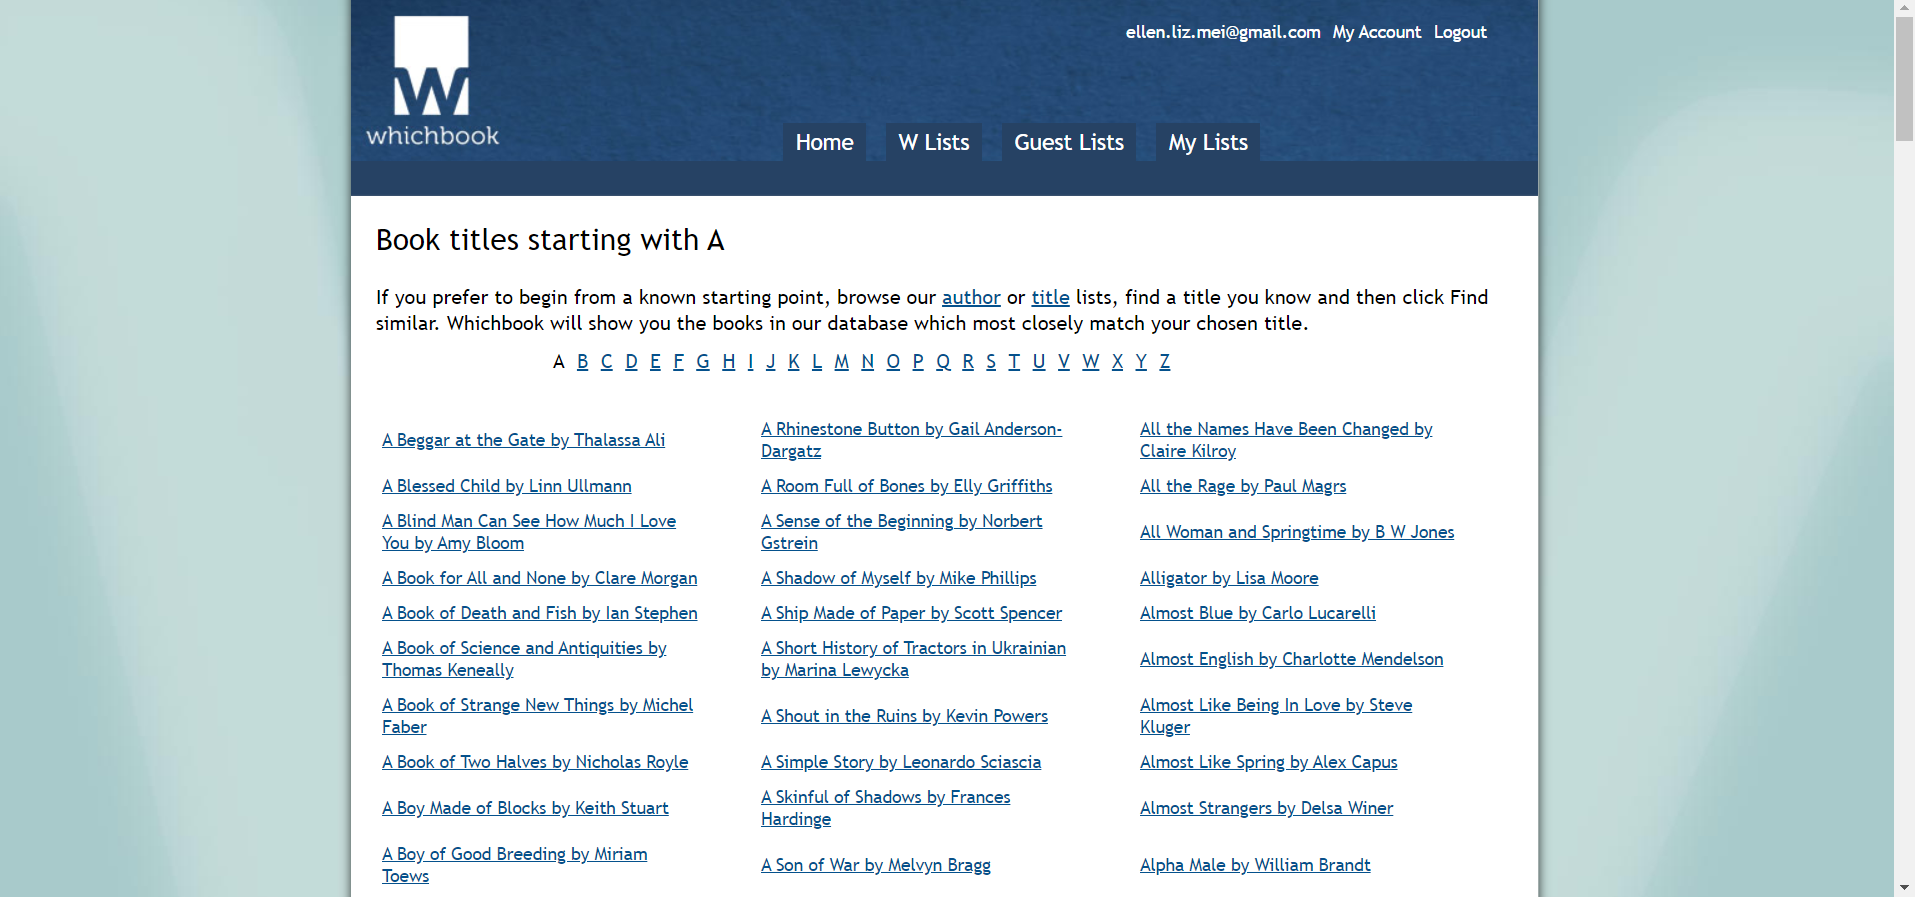 whichbook
ellen.liz.mei@gmail.com My Account Logout
Home W Lists Guest Lists My Lists
Book titles starting with A
If you prefer to begin from a known starting point, browse our author or title lists, find a title you know and then click Find
similar. Whichbook will show you the books in our database which most closely match your chosen title.
A B C D E F G H I J K L M N O P Q R S T U V W X Y Z
A Beggar at the Gate by Thalassa Ali
A Blessed Child by Linn Ullmann
A Blind Man Can See How Much I Love
You by Amy Bloom
A Book for All and None by Clare Morgan
A Book of Death and Fish by Ian Stephen
A Book of Science and Antiquities by
Thomas Keneally
A Book of Strange New Things by Michel
Faber
A Book of Two Halves by Nicholas Royle
A Boy Made of Blocks by Keith Stuart
A Boy of Good Breeding by Miriam
Toews
A Rhinestone Button by Gail Anderson-
Dargatz
A Room Full of Bones by Elly Griffiths
A Sense of the Beginning by Norbert
Gstrein
A Shadow of Myself by Mike Phillips
A Ship Made of Paper by Scott Spencer
A Short History of Tractors in Ukrainian
by Marina Lewycka
A Shout in the Ruins by Kevin Powers
A Simple Story by Leonardo Sciascia
A Skinful of Shadows by Frances
Hardinge
A Son of War by Melvyn Bragg
All the Names Have Been Changed by
Claire Kilroy
All the Rage by Paul Magrs
All Woman and Springtime by B W Jones
Alligator by Lisa Moore
Almost Blue by Carlo Lucarelli
Almost English by Charlotte Mendelson
Almost Like Being In Love by Steve
Kluger
Almost Like Spring by Alex Capus
Almost Strangers by Delsa Winer
Alpha Male by William Brandt